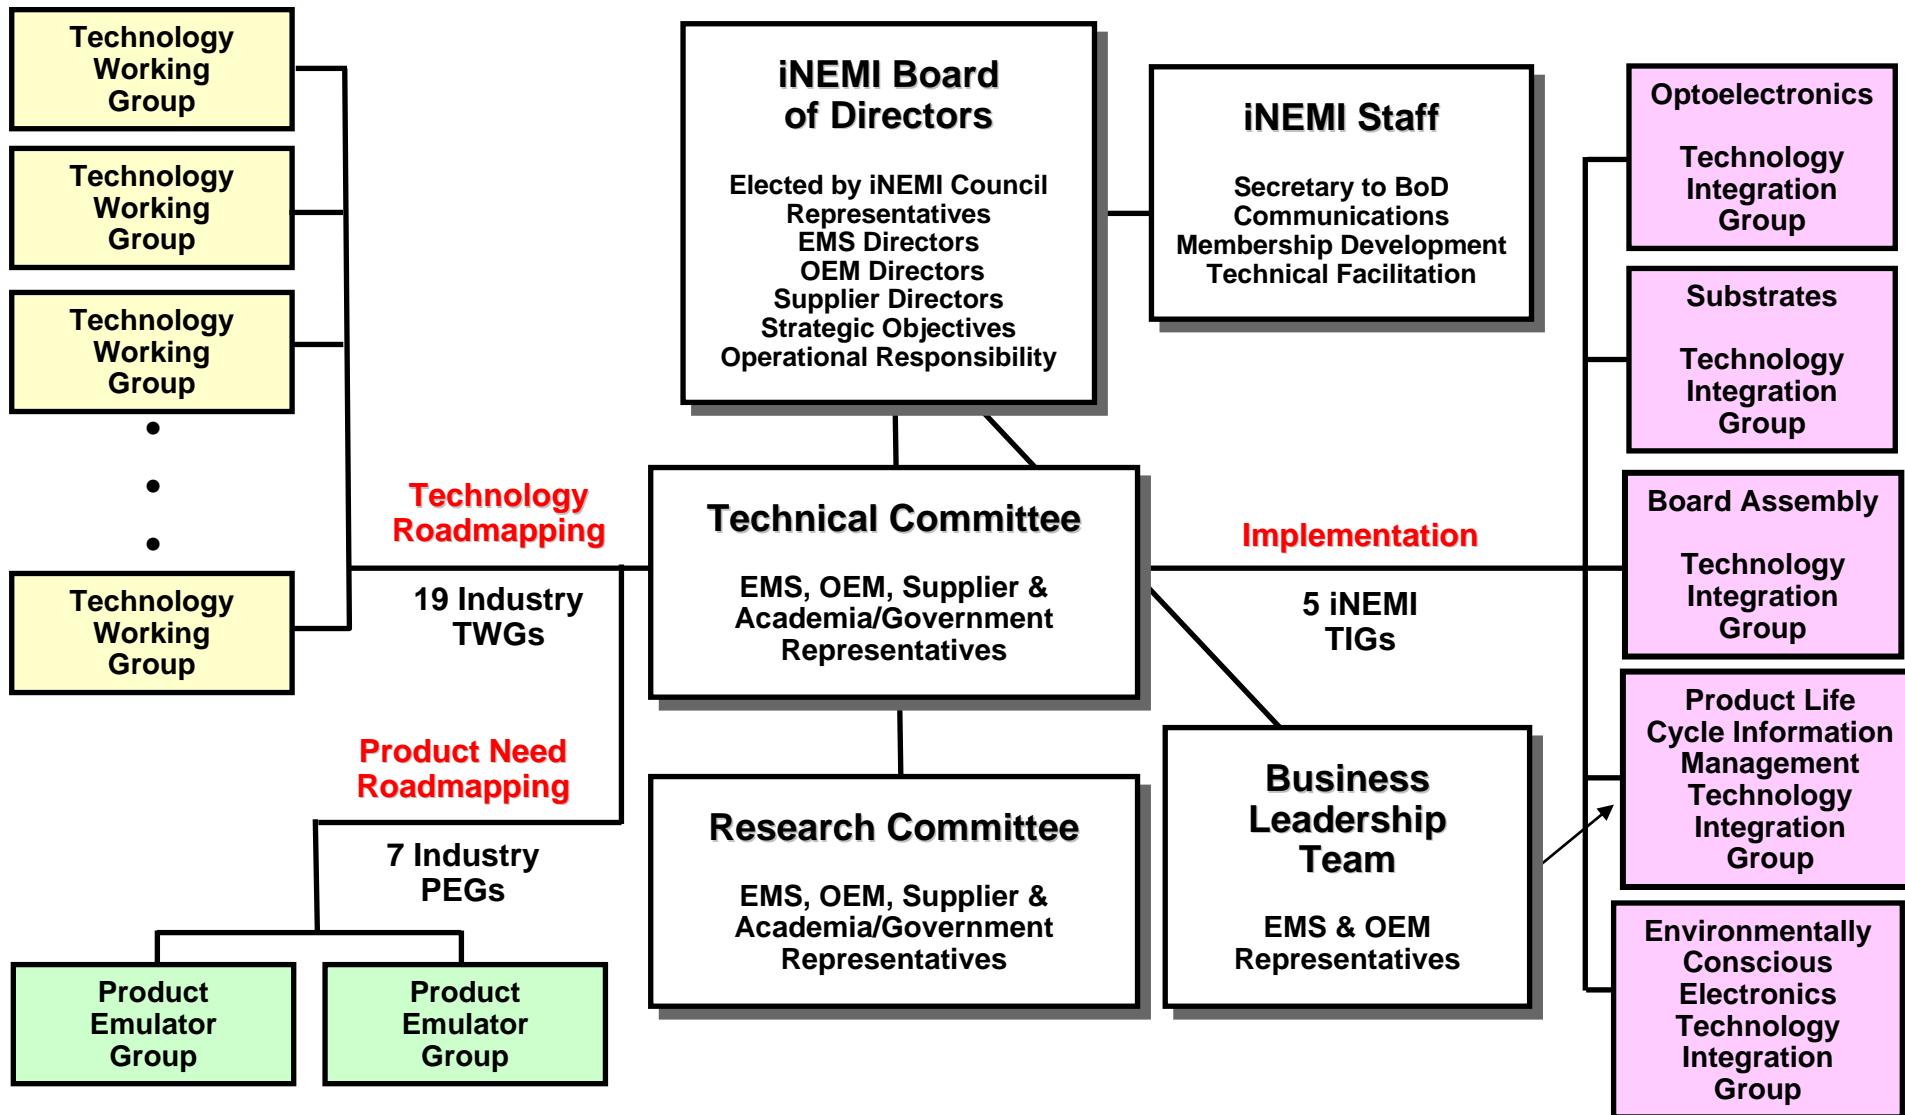 Technology
Working
Group
Technology
Working
Group
Technology
Working
Group
•
•
•
Technology
Working
Group
iNEMI Board
of Directors
Elected by iNEMI Council
Representatives
EMS Directors
OEM Directors
Supplier Directors
Strategic Objectives
Operational Responsibility
iNEMI Staff
Secretary to BoD
Communications
Membership Development
Technical Facilitation
Technology
Roadmapping
19 Industry
TWGs
Technical Committee
EMS, OEM, Supplier &
Academia/Government
Representatives
Implementation
5 iNEMI
TIGs
Product Need
Roadmapping
7 Industry
PEGs
Product
Emulator
Group
Product
Emulator
Group
Research Committee
EMS, OEM, Supplier &
Academia/Government
Representatives
Business
Leadership
Team
EMS & OEM
Representatives
Optoelectronics
Technology
Integration
Group
Substrates
Technology
Integration
Group
Board Assembly
Technology
Integration
Group
Product Life
Cycle Information
Management
Technology
Integration
Group
Environmentally
Conscious
Electronics
Technology
Integration
Group